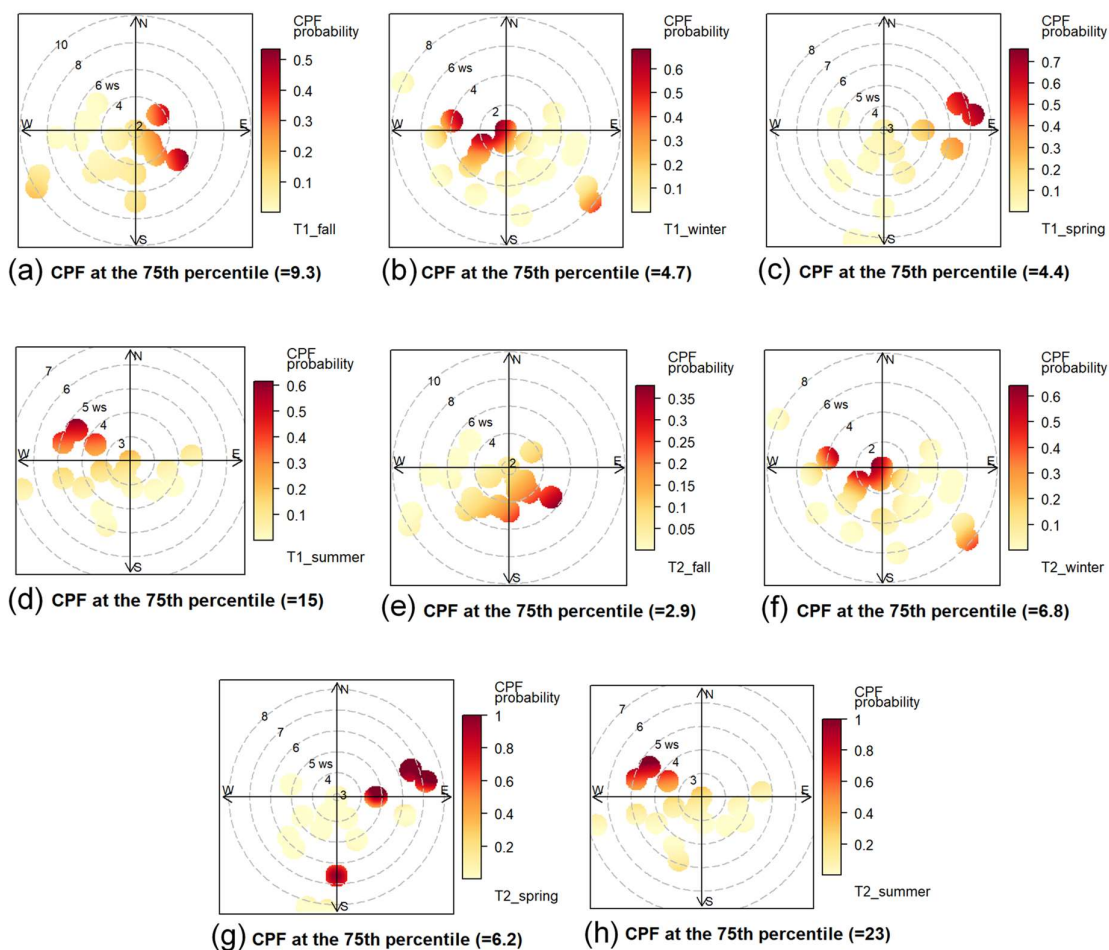 N
W
E
S
10
8
6 ws
4
2
CPF
probability
0.5
0.4
0.3
0.2
0.1
T1_fall
(a) CPF at the 75th percentile (=9.3)
N
W
E
S
8
6 ws
4
2
CPF
probability
0.6
0.5
0.4
0.3
0.2
0.1
T1_winter
(b) CPF at the 75th percentile (=4.7)
N
W
E
S
8
7
6
5 ws
4
3
CPF
probability
0.7
0.6
0.5
0.4
0.3
0.2
0.1
T1_spring
(c) CPF at the 75th percentile (=4.4)
N
W
E
S
7
6
5 ws
4
3
CPF
probability
0.6
0.5
0.4
0.3
0.2
0.1
T1_summer
(d) CPF at the 75th percentile (=15)
N
W
E
S
10
8
6 ws
4
2
CPF
probability
0.35
0.3
0.25
0.2
0.15
0.1
0.05
T2_fall
(e) CPF at the 75th percentile (=2.9)
N
W
E
S
8
6 ws
4
2
CPF
probability
0.6
0.5
0.4
0.3
0.2
0.1
T2_winter
(f) CPF at the 75th percentile (=6.8)
N
W
E
S
8
7
6
5 ws
4
3
CPF
probability
1
0.8
0.6
0.4
0.2
T2_spring
(g) CPF at the 75th percentile (=6.2)
N
W
E
S
7
6
5 ws
4
3
CPF
probability
1
0.8
0.6
0.4
0.2
T2_summer
(h) CPF at the 75th percentile (=23)